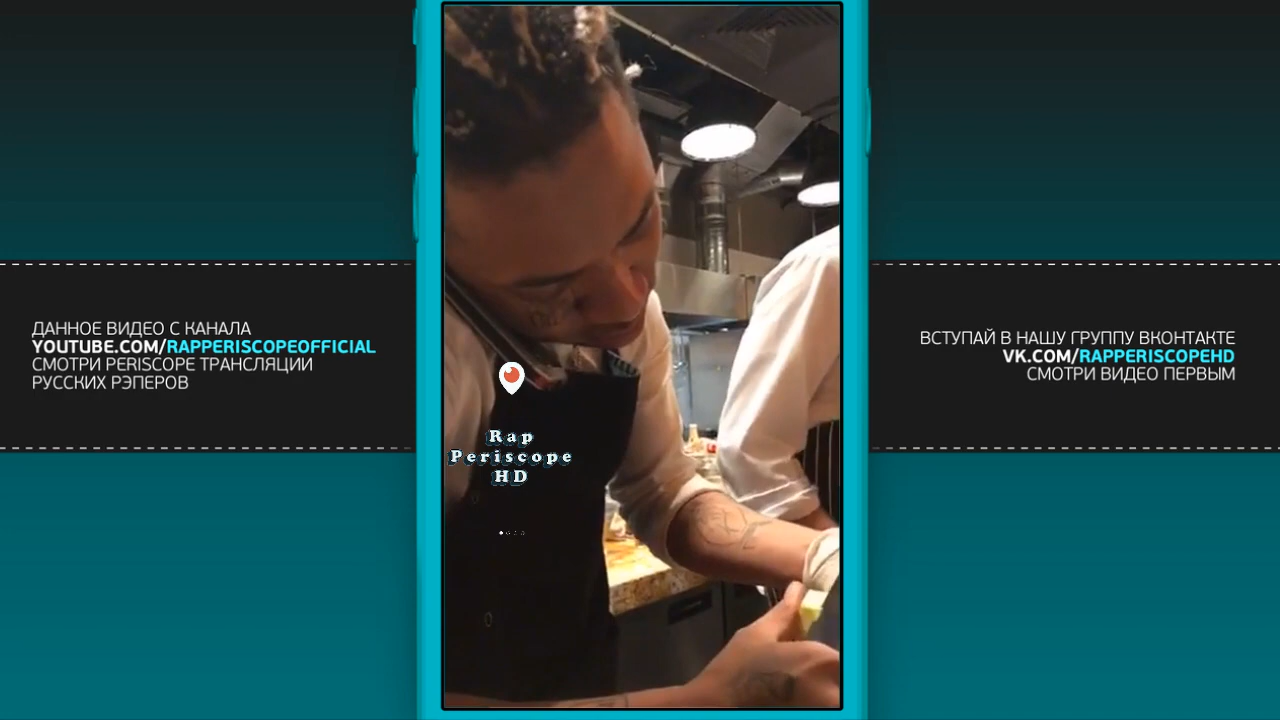 ДАННОЕ ВИДЕО С КАНАЛА
YOUTUBE.COM/RAPPERISCOPEOFFICIAL
СМОТРИ PERISCOPE ТРАНСЛЯЦИИ
РУССКИХ РЭПЕРОВ
Rap
Periscope
HD
ВСТУПАЙ В НАШУ ГРУППУ ВКОНТАКТЕ
VK.COM/RAPPERISCOPEHD
СМОТРИ ВИДЕО ПЕРВЫМ